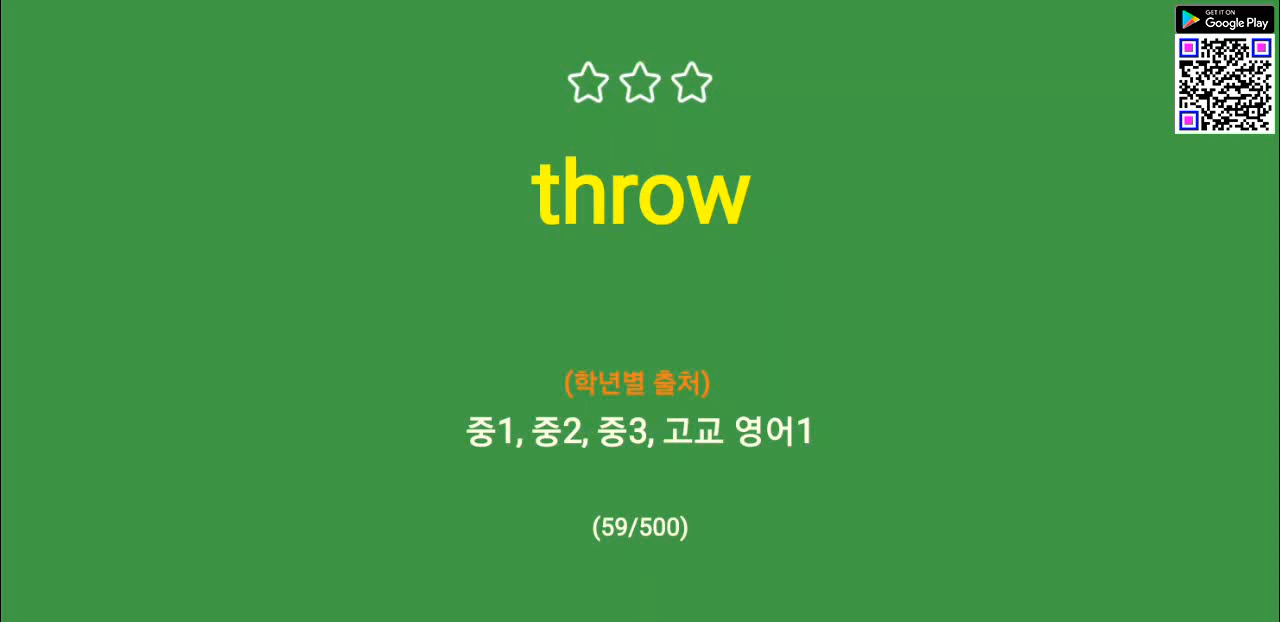 GET IT ON
Google Play
throw
(학년별 출처)
중1, 중2, 중3, 고교 영어1
(59/500)